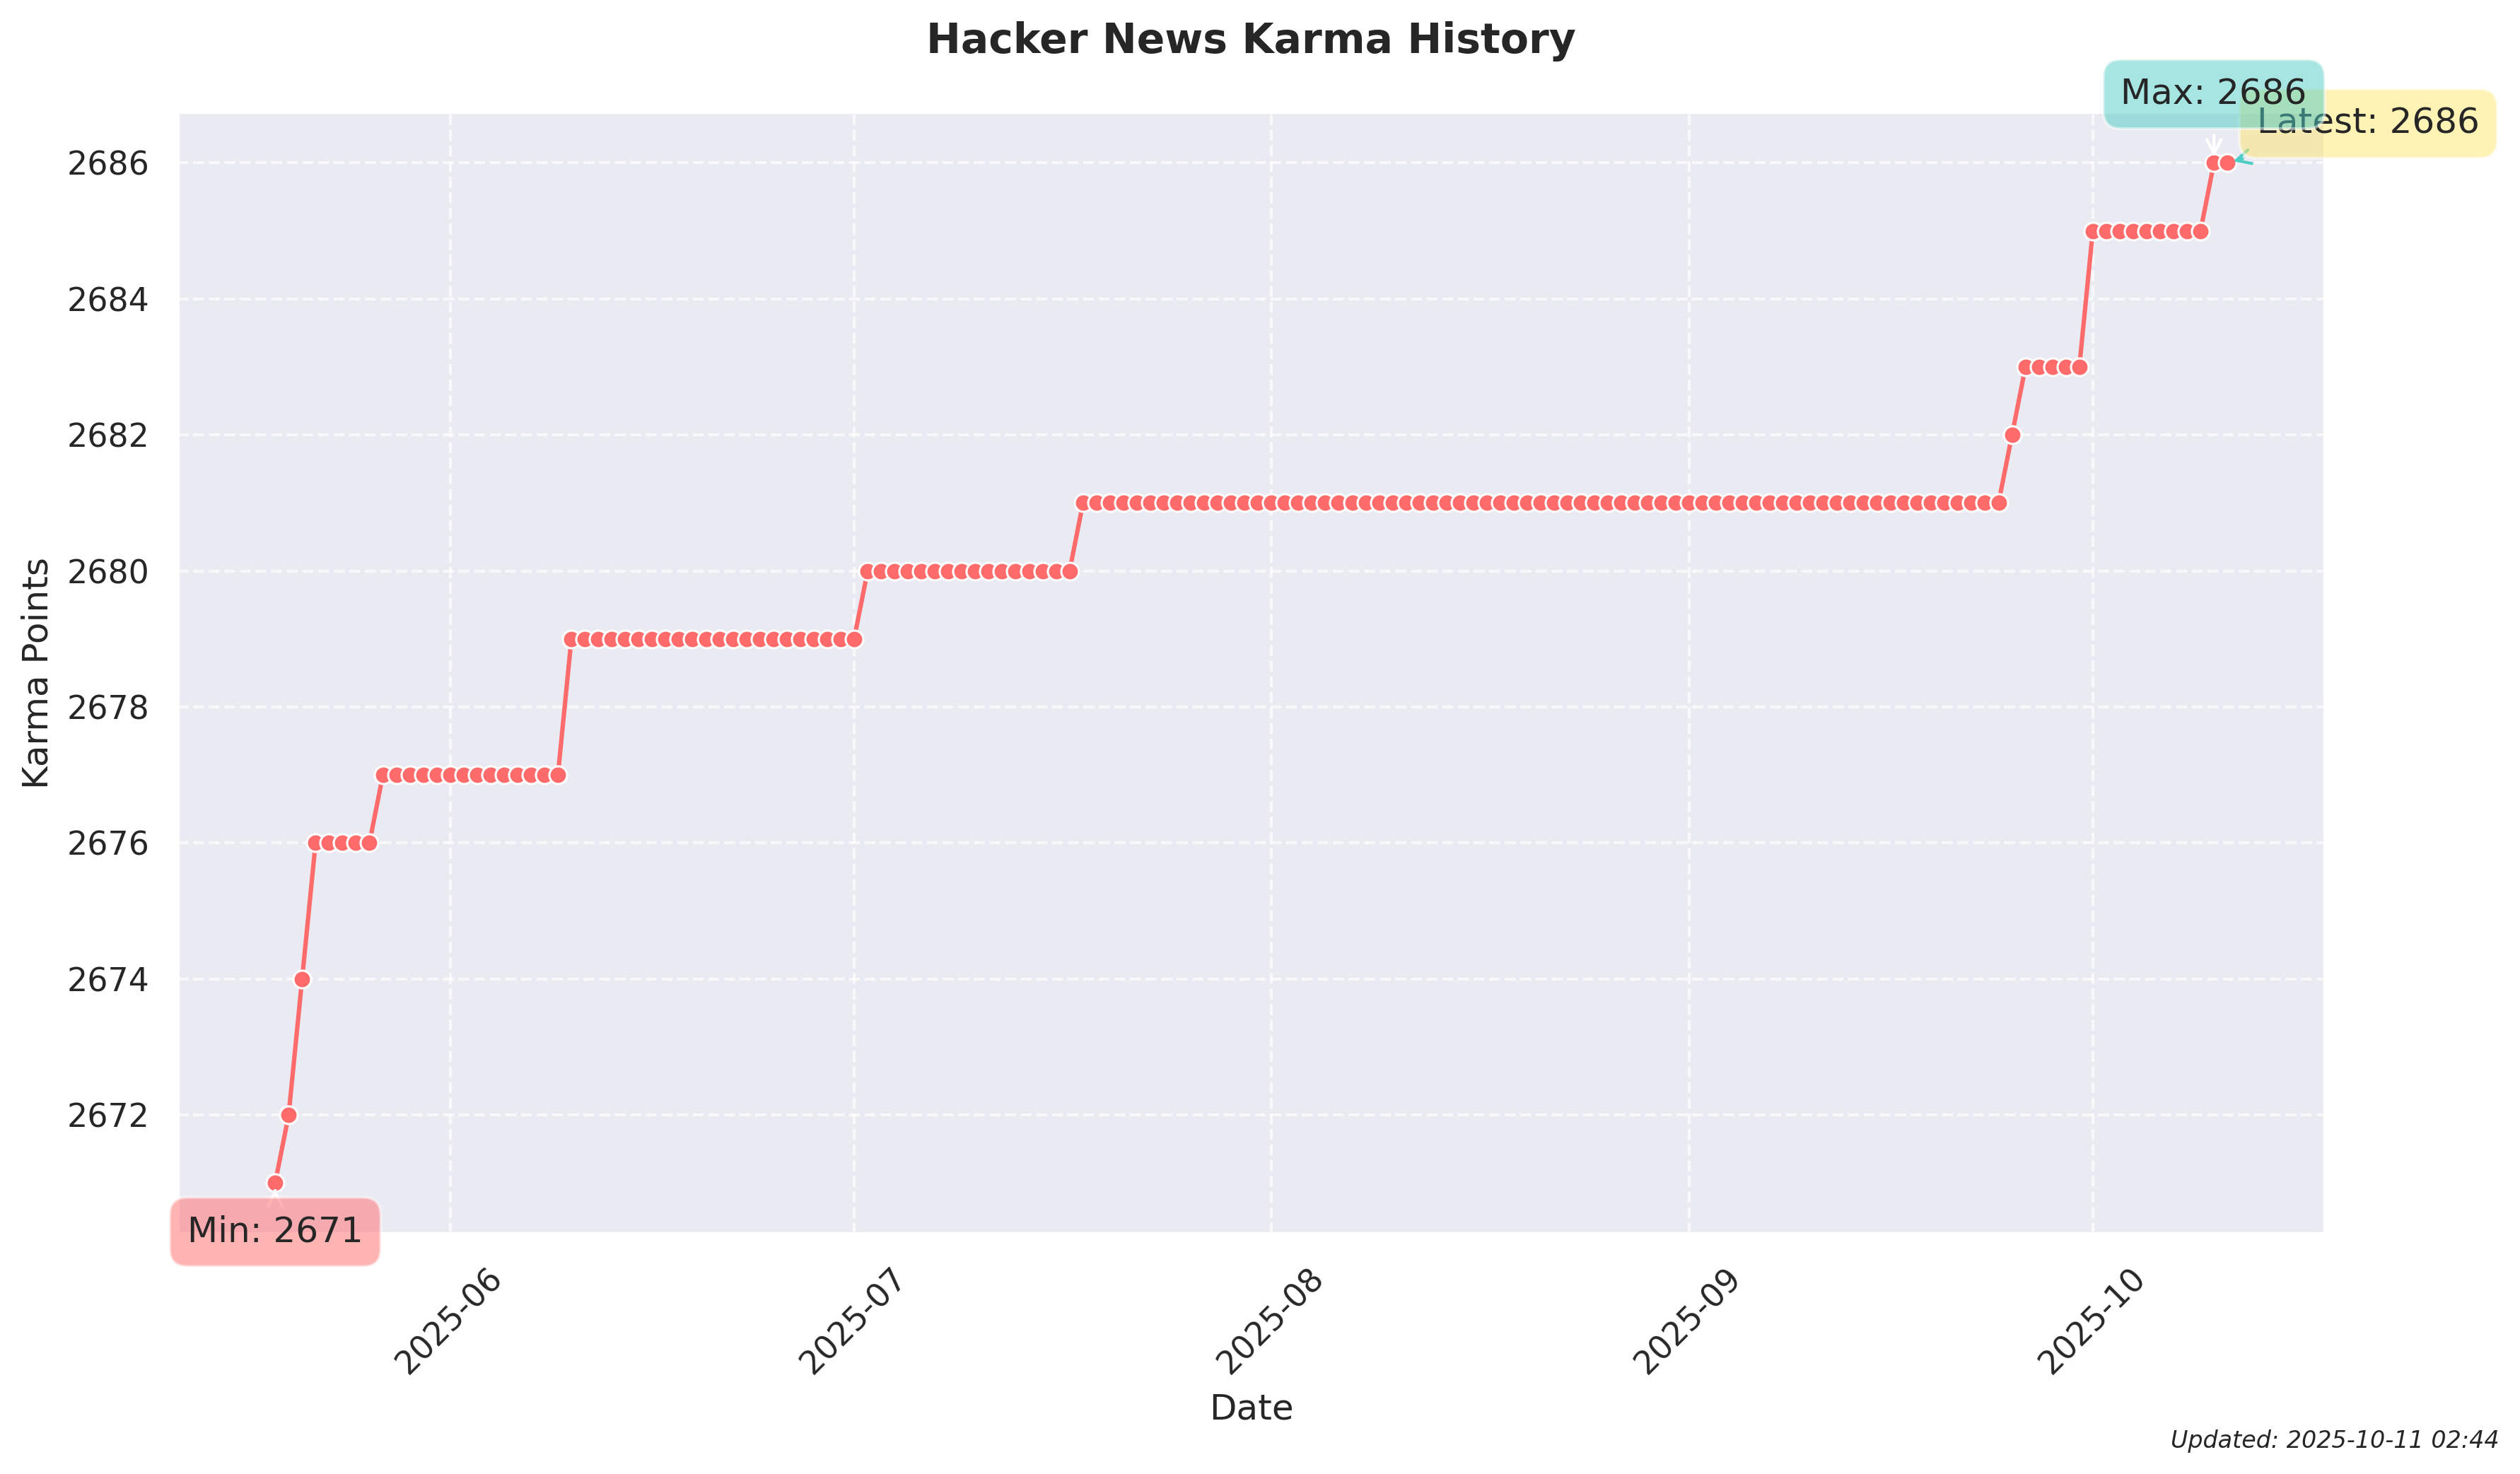 Hacker News Karma History
Max: 2686
Latest: 2686
2686
2684
2682
2680
2678
2676
2674
2672
Karma Points
Min: 2671
2025-06
2025-07
2025-08
2025-09
2025-10
Date
Updated: 2025-10-11 02:44